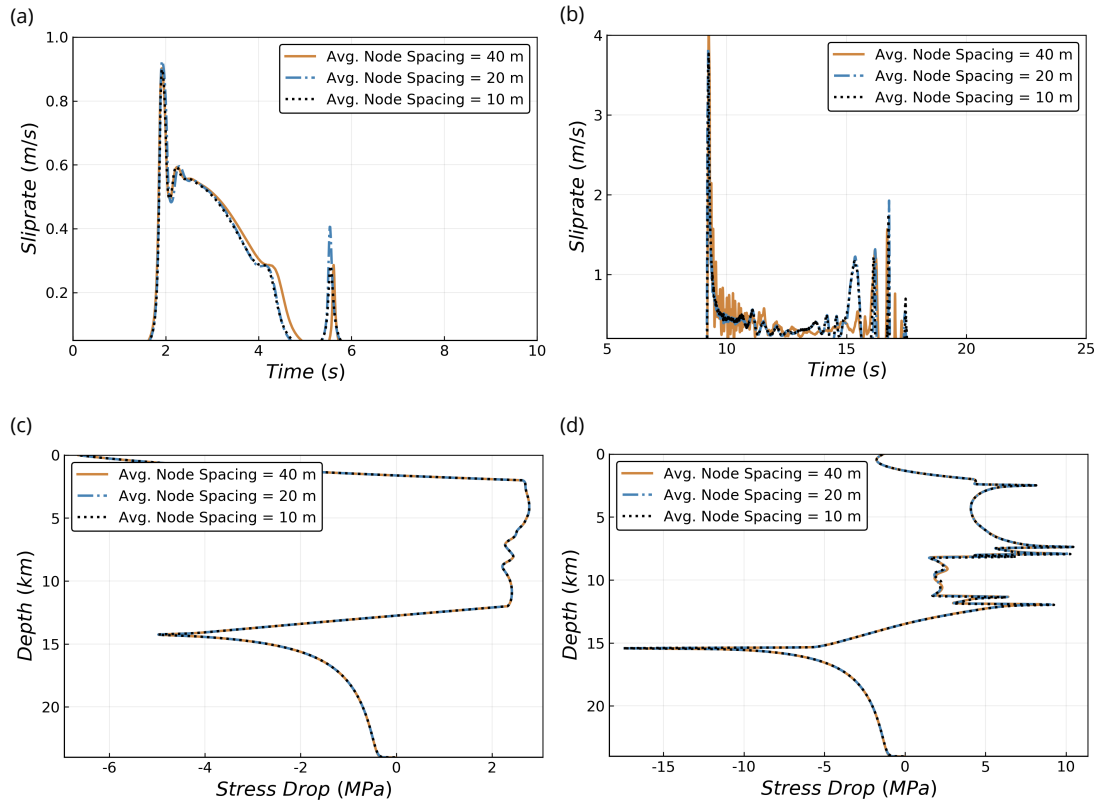 (a)
1.0
0.8
0.6
0.4
0.2
0
2
4
6
8
10
Sliprate (m/s)
Time (s)
Avg. Node Spacing = 40 m
Avg. Node Spacing = 20 m
Avg. Node Spacing = 10 m
(b)
4
3
2
1
5
10
15
20
25
Sliprate (m/s)
Time (s)
Avg. Node Spacing = 40 m
Avg. Node Spacing = 20 m
Avg. Node Spacing = 10 m
(c)
0
5
10
15
20
-6
-4
-2
0
2
Depth (km)
Stress Drop (MPa)
Avg. Node Spacing = 40 m
Avg. Node Spacing = 20 m
Avg. Node Spacing = 10 m
(d)
0
5
10
15
20
-15
-10
-5
0
5
10
Depth (km)
Stress Drop (MPa)
Avg. Node Spacing = 40 m
Avg. Node Spacing = 20 m
Avg. Node Spacing = 10 m